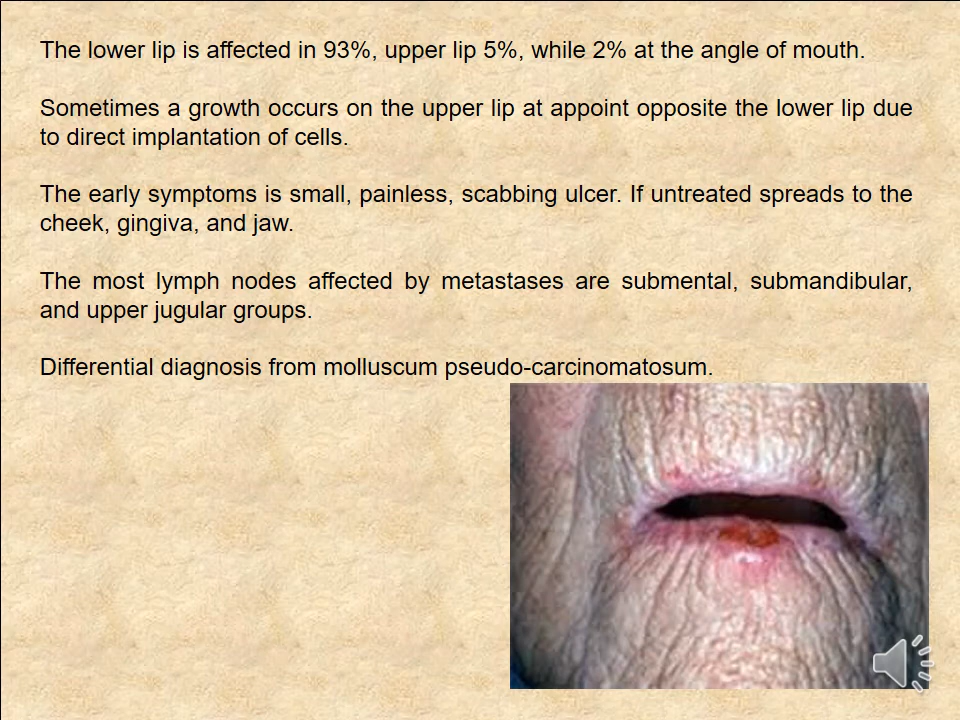 The lower lip is affected in 93%, upper lip 5%, while 2% at the angle of mouth.
Sometimes a growth occurs on the upper lip at appoint opposite the lower lip due
to direct implantation of cells.
The early symptoms is small, painless, scabbing ulcer. If untreated spreads to the
cheek, gingiva, and jaw.
The most lymph nodes affected by metastases are submental, submandibular,
and upper jugular groups.
Differential diagnosis from molluscum pseudo-carcinomatosum.